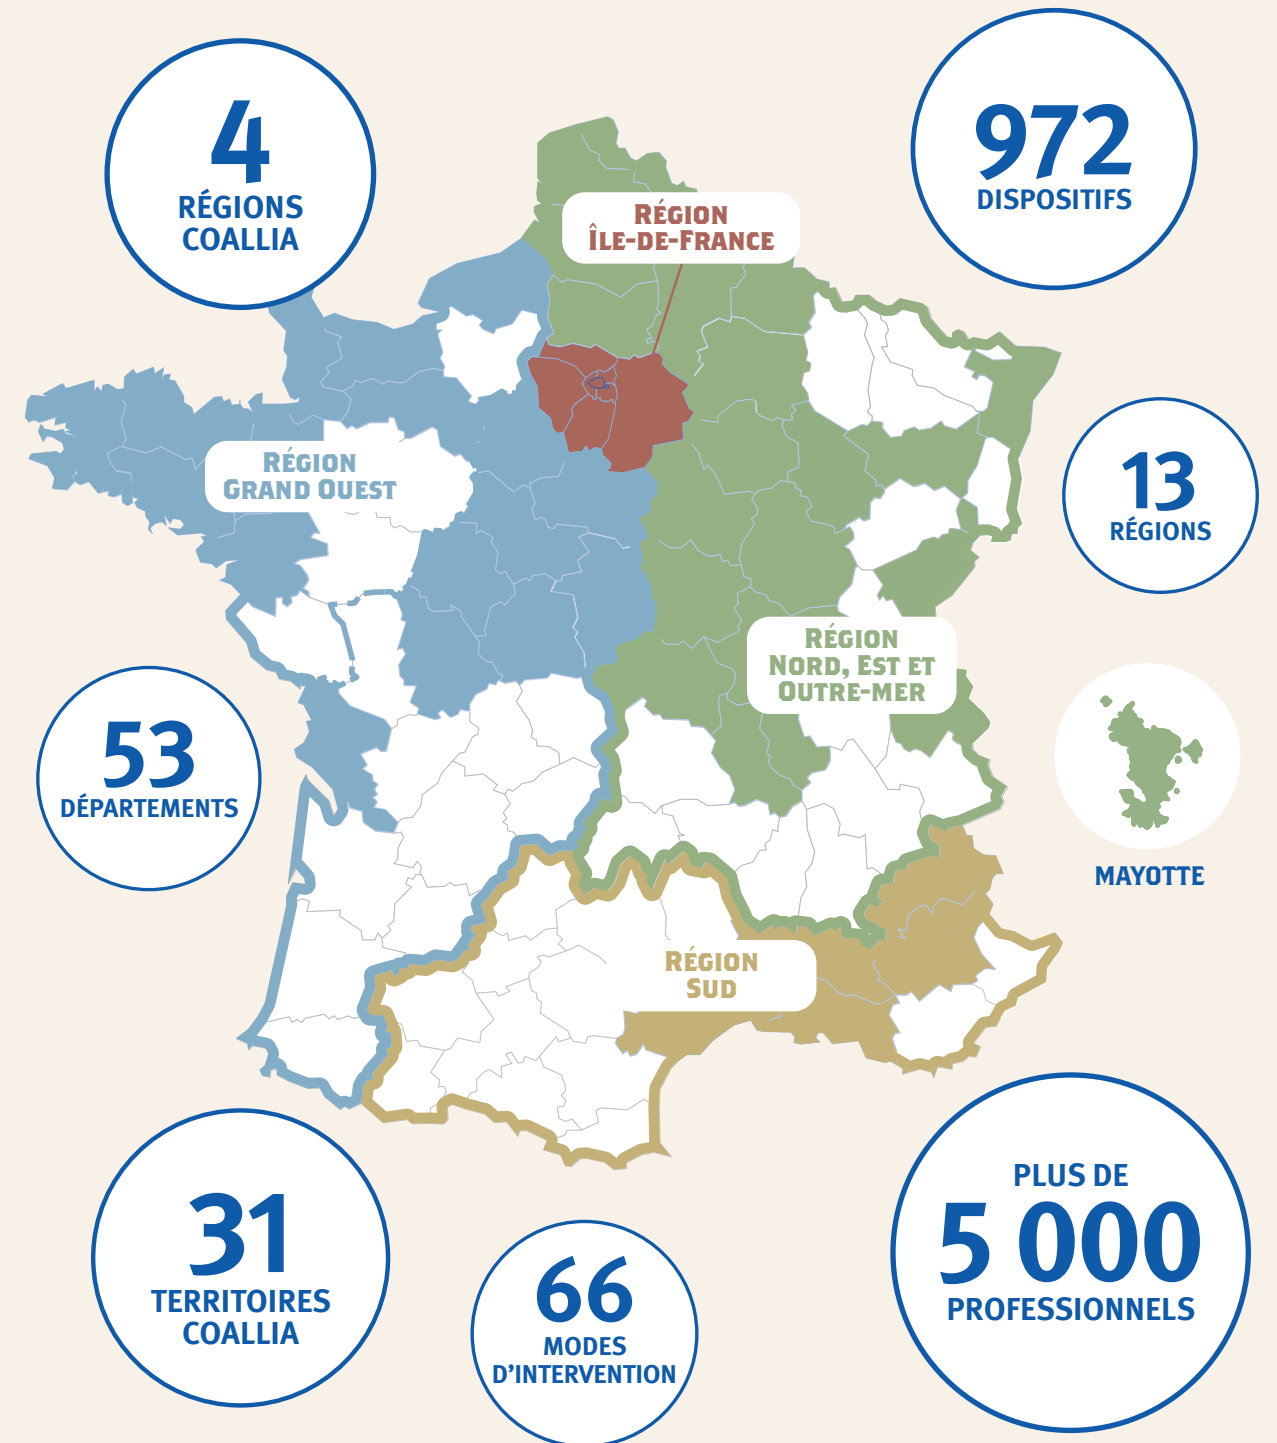 4
RÉGIONS
COALLIA
972
DISPOSITIFS
RÉGION
ÎLE-DE-FRANCE
RÉGION
GRAND OUEST
13
RÉGIONS
RÉGION
NORD, EST ET
OUTRE-MER
53
DÉPARTEMENTS
MAYOTTE
RÉGION
SUD
31
TERRITOIRES
COALLIA
66
MODES
D'INTERVENTION
PLUS DE
5 000
PROFESSIONNELS